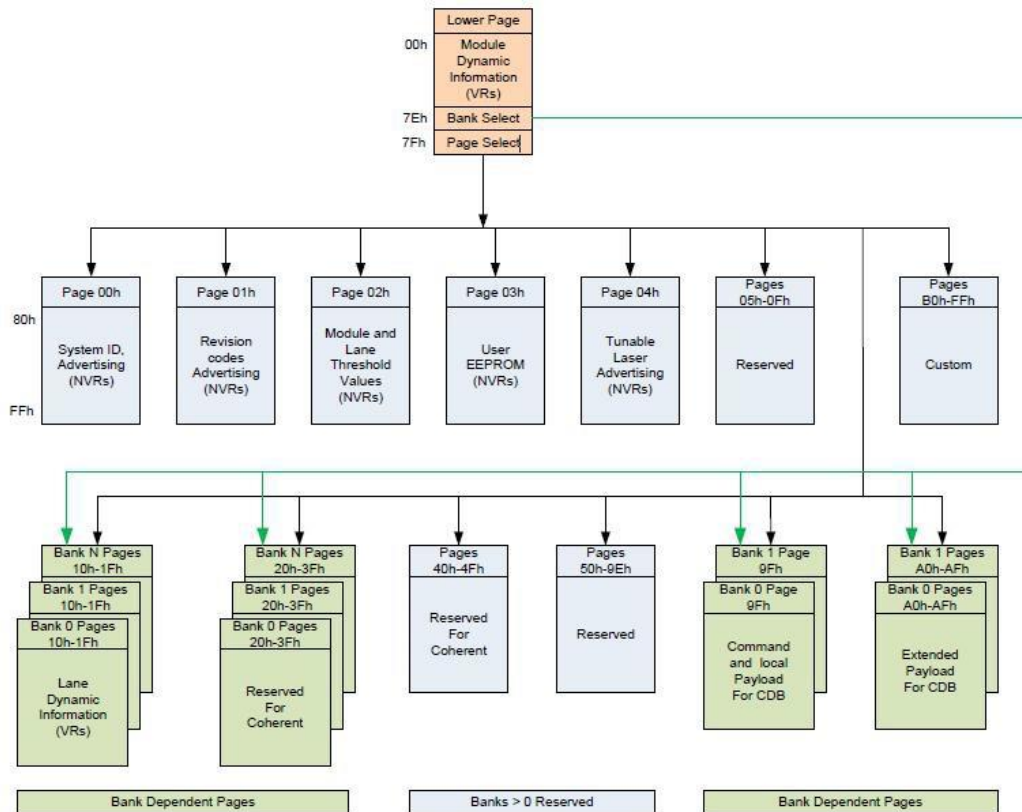 Lower Page
00h
Module
Dynamic
Information
(VRs)
7Eh
Bank Select
7Fh
Page Select
Page 00h
Page 01h
Page 02h
Page 03h
Page 04h
Pages
05h-0Fh
Pages
B0h-FFh
80h
System ID,
Advertising
(NVRs)
Revision
codes
Advertising
(NVRs)
Module and
Lane
Threshold
Values
(NVRs)
User
EEPROM
(NVRs)
Tunable
Laser
Advertising
(NVRs)
Reserved
Custom
FFh
Bank N Pages
10h-1Fh
Bank 1 Pages
10h-1Fh
Bank 0 Pages
10h-1Fh
Lane
Dynamic
Information
(VRs)
Bank N Pages
20h-3Fh
Bank 1 Pages
20h-3Fh
Bank 0 Pages
20h-3Fh
Reserved
For
Coherent
Pages
40h-4Fh
Reserved
For
Coherent
Pages
50h-9Eh
Reserved
Bank 1 Page
9Fh
Bank 0 Page
9Fh
Command
and local
Payload
For CDB
Bank 1 Pages
A0h-AFh
Bank 0 Pages
A0h-AFh
Extended
Payload
For CDB
Bank Dependent Pages
Banks > 0 Reserved
Bank Dependent Pages